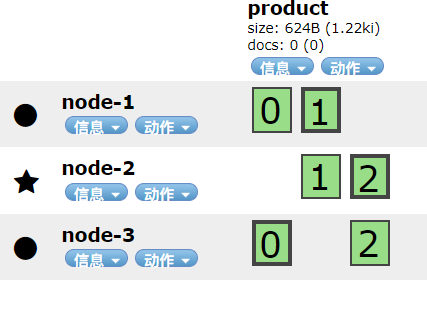 product
size: 624B (1.22ki)
docs: 0 (0)
信息 动作
node-1
信息 动作
0 1
node-2
信息 动作
1 2
node-3
信息 动作
0 2